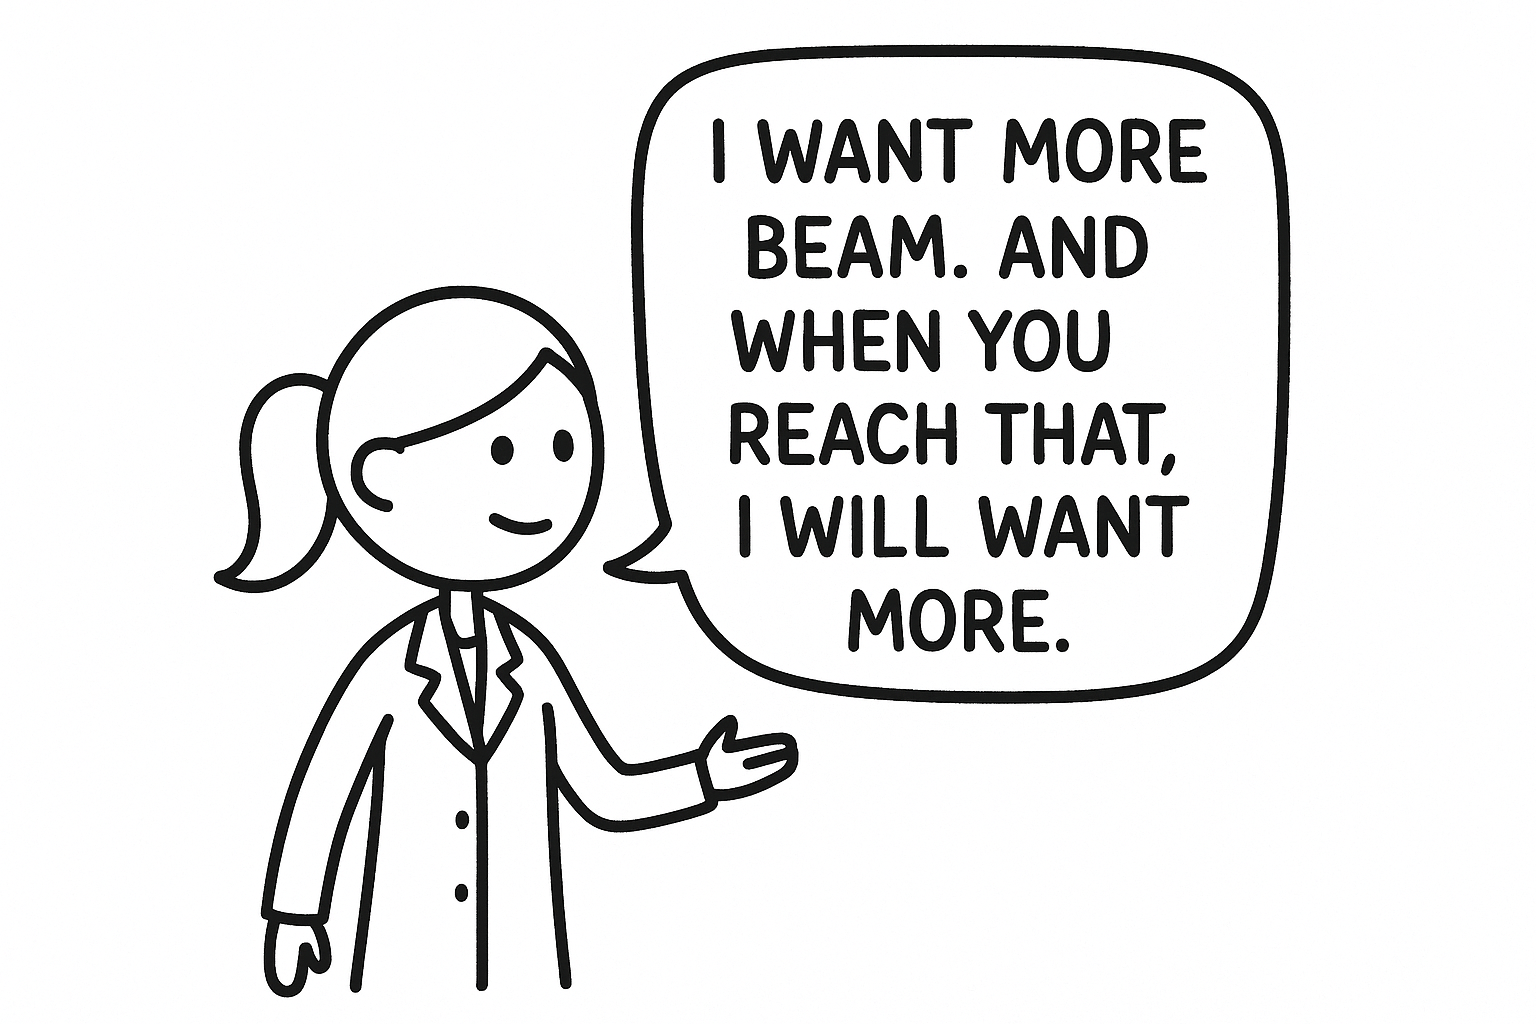 I WANT MORE
BEAM. AND
WHEN YOU
REACH THAT,
I WILL WANT
MORE.